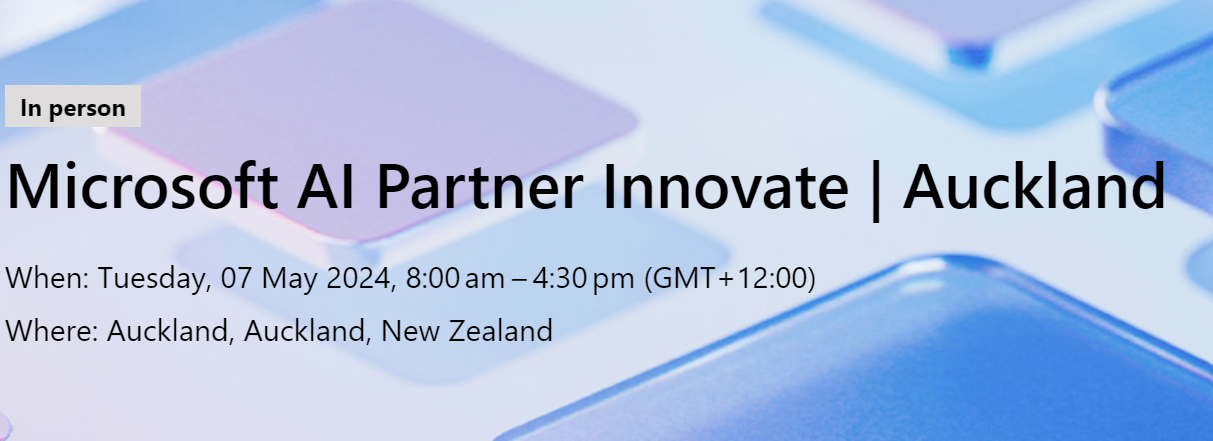 In person
Microsoft AI Partner Innovate | Auckland
When: Tuesday, 07 May 2024, 8:00 am – 4:30 pm (GMT+12:00)
Where: Auckland, Auckland, New Zealand